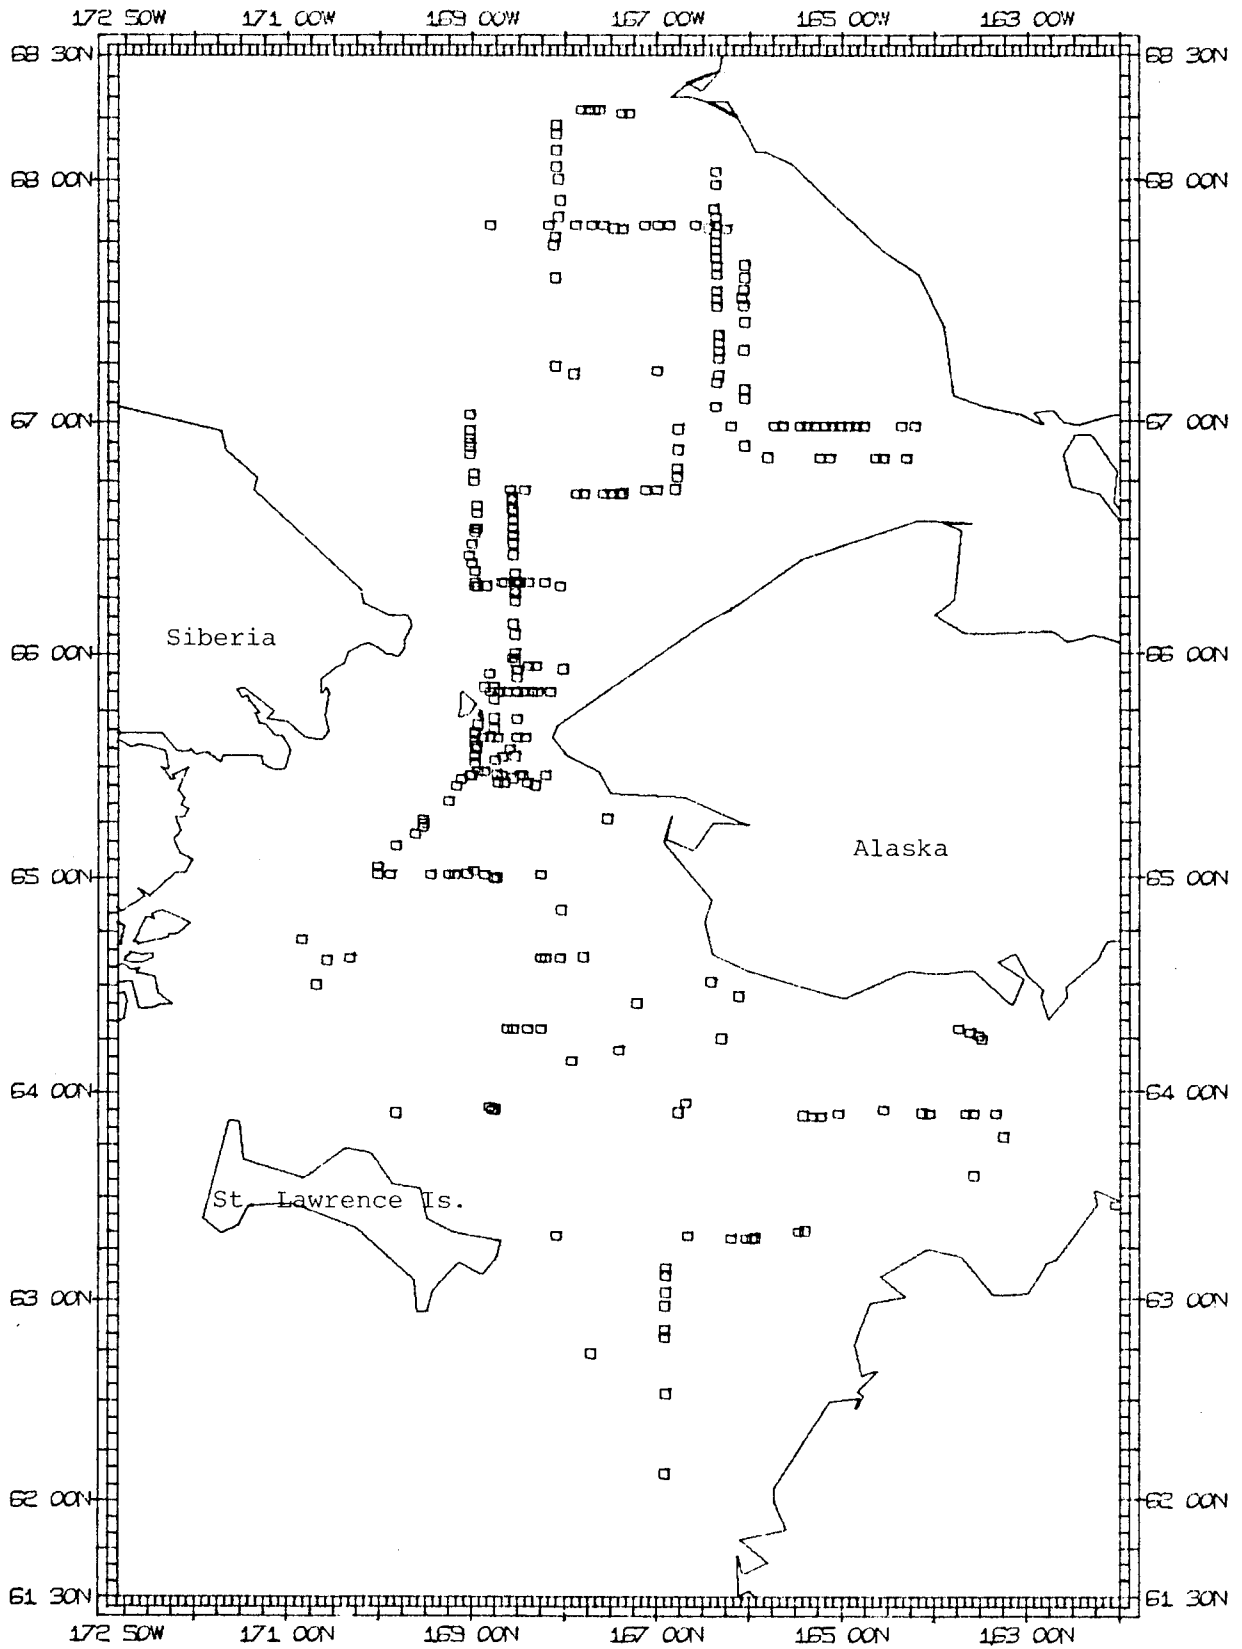 172 50W 171 00W 169 00W 167 00W 165 00W 163 00W
68 30N 68 30N
68 00N 68 00N
67 00N 67 00N
Siberia
66 00N 66 00N
Alaska
65 00N 65 00N
64 00N 64 00N
St. Lawrence Is.
63 00N 63 00N
62 00N 62 00N
61 30N 61 30N
172 50W 171 00N 169 00N 167 00N 165 00N 163 00N